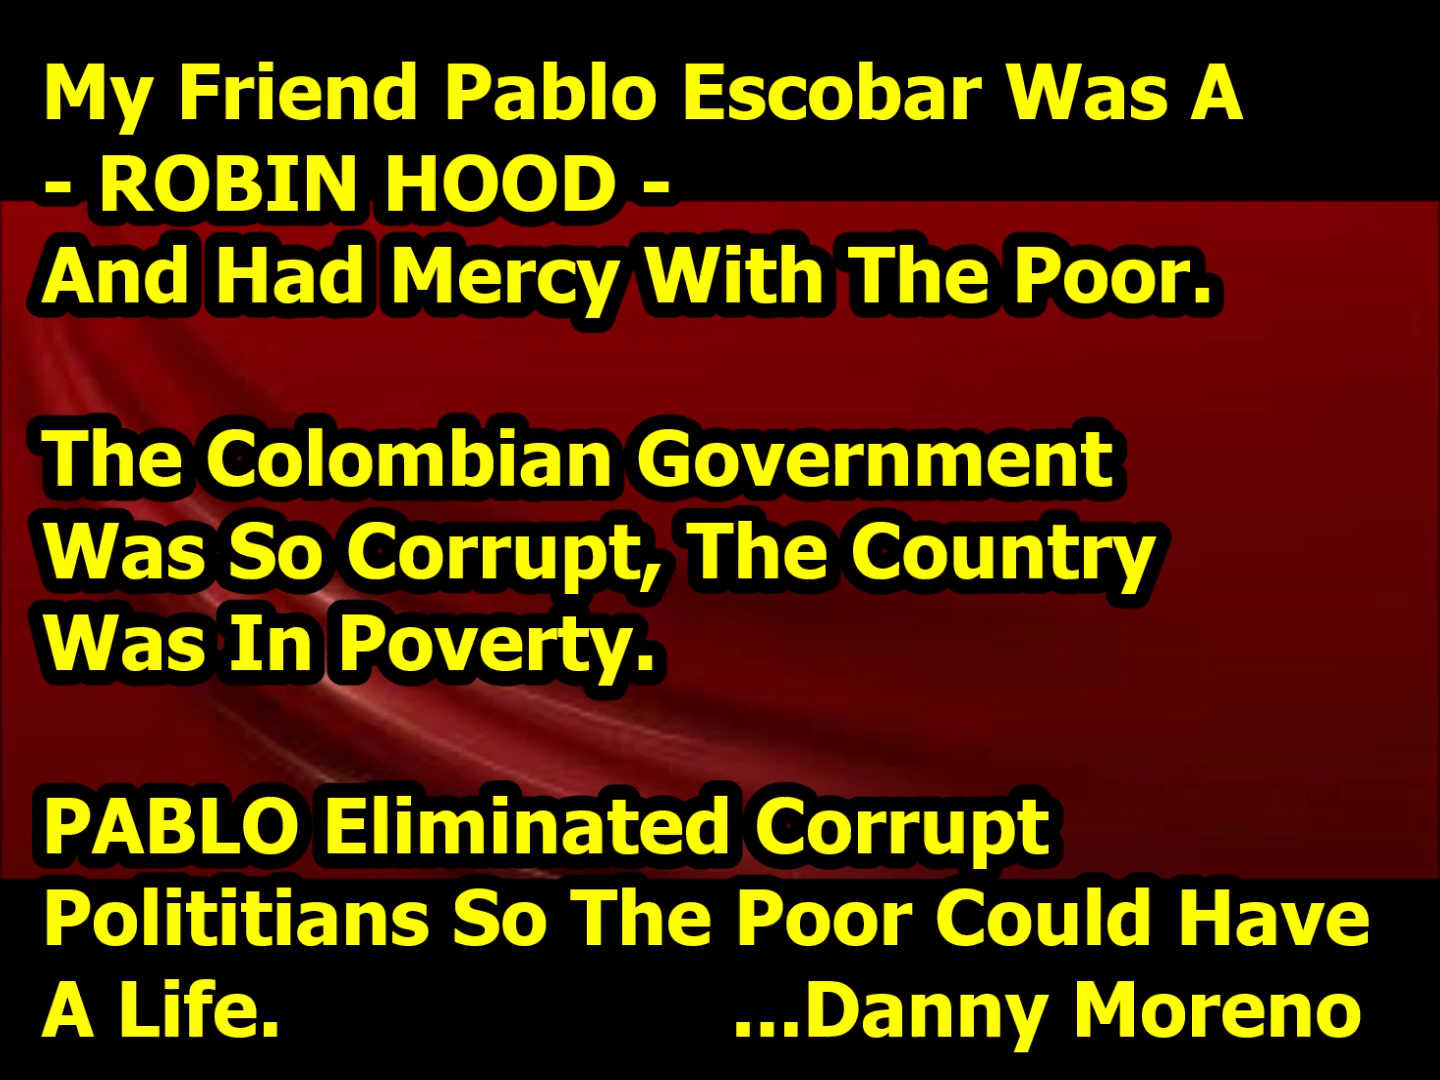 My Friend Pablo Escobar Was A
- ROBIN HOOD -
And Had Mercy With The Poor.
The Colombian Government
Was So Corrupt, The Country
Was In Poverty.
PABLO Eliminated Corrupt
Polititians So The Poor Could Have
A Life. ...Danny Moreno